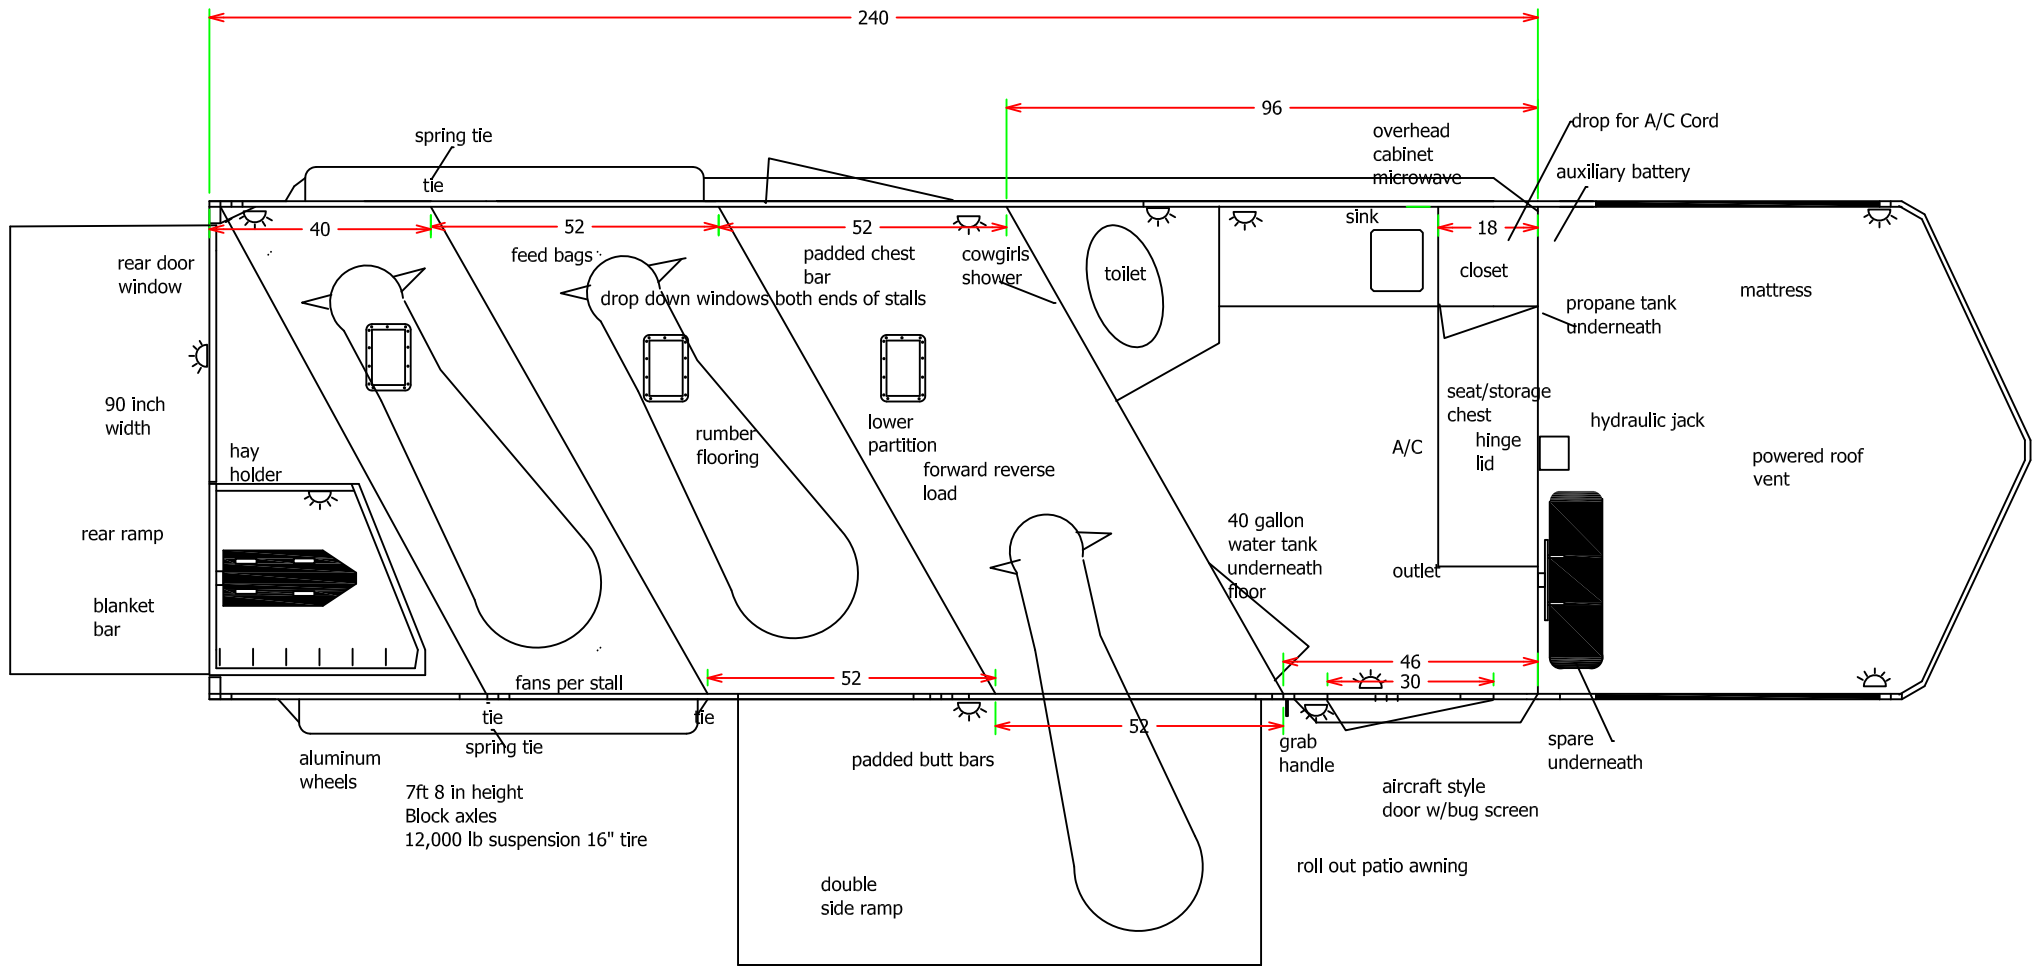 240
96
drop for A/C Cord
overhead
cabinet
microwave
spring tie
auxiliary battery
tie
sink
40
52
52
18
feed bags
padded chest
bar
cowgirls
shower
toilet
closet
rear door
window
drop down windows both ends of stalls
propane tank
underneath
mattress
90 inch
width
seat/storage
chest
hinge
lid
hydraulic jack
lower
partition
rumber
flooring
A/C
hay
holder
forward reverse
load
powered roof
vent
rear ramp
40 gallon
water tank
underneath
floor
outlet
blanket
bar
46
30
52
fans per stall
tie
tie
52
spring tie
grab
handle
spare
underneath
aluminum
wheels
padded butt bars
7ft 8 in height
Block axles
12,000 lb suspension 16" tire
aircraft style
door w/bug screen
roll out patio awning
double
side ramp